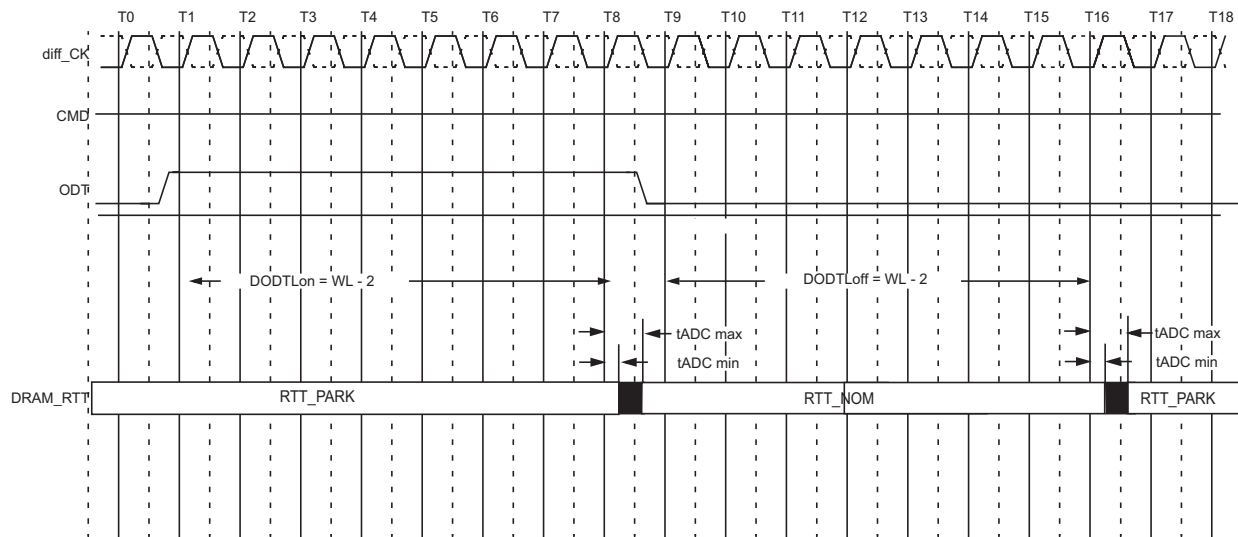 T0 T1 T2 T3 T4 T5 T6 T7 T8 T9 T10 T11 T12 T13 T14 T15 T16 T17 T18
diff_CK
CMD
ODT
DODTLon = WL - 2 DODTLoff = WL - 2
tADC max tADC max
tADC min tADC min
DRAM_RTT RTT_PARK RTT_NOM RTT_PARK